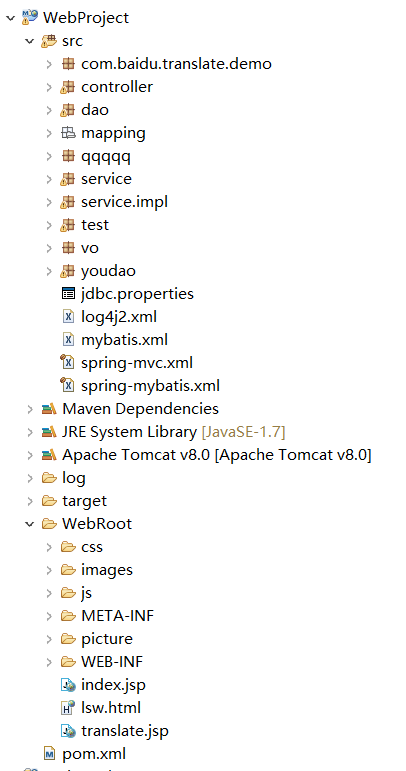 WebProject
src
com.baidu.translate.demo
controller
dao
mapping
qqqqq
service
service.impl
test
vo
youdao
jdbc.properties
log4j2.xml
mybatis.xml
spring-mvc.xml
spring-mybatis.xml
Maven Dependencies
JRE System Library [JavaSE-1.7]
Apache Tomcat v8.0 [Apache Tomcat v8.0]
log
target
WebRoot
css
images
js
META-INF
picture
WEB-INF
index.jsp
lsw.html
translate.jsp
pom.xml